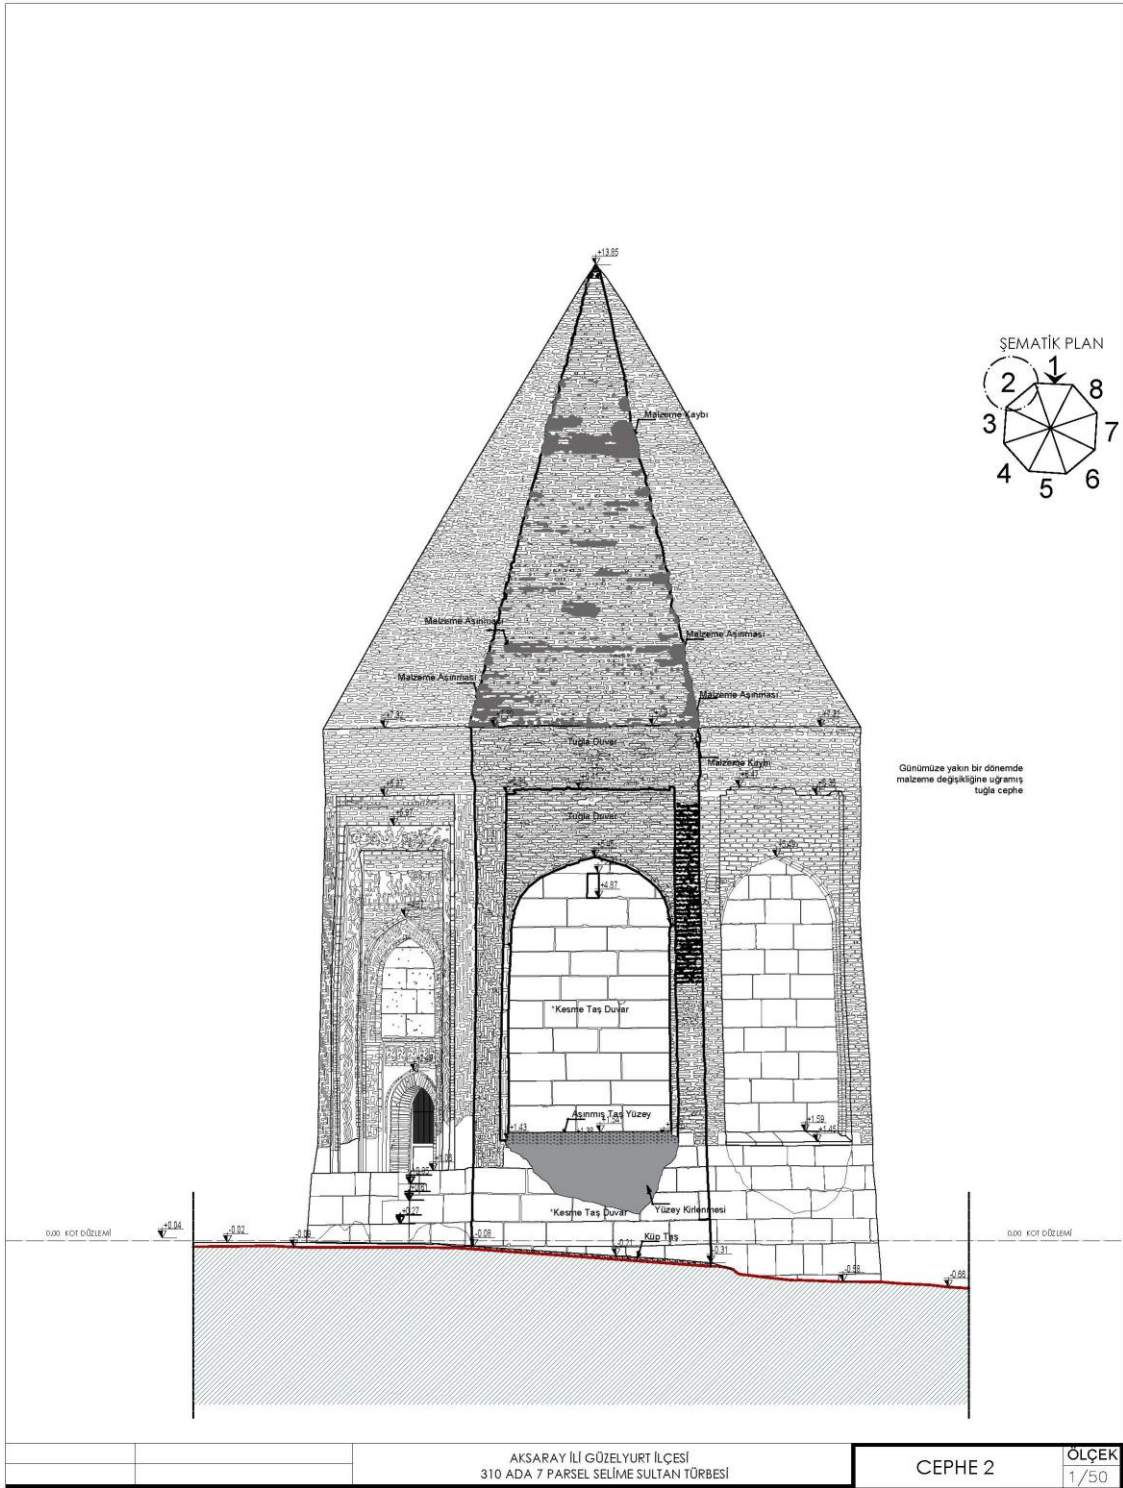 +13.85
ŞEMATİK PLAN
1
2
8
3
7
4
6
5
Malzeme Kaybı
Malzeme Aşınması
Malzeme Aşınması
Malzeme Aşınması
Malzeme Aşınması
Tuğla Duvar
Malzeme Kaybı
Günümüze yakın bir dönemde
malzeme değişikliğine uğramış
tuğla cephe
+6.47
Tuğla Duvar
+4.87
*Kesme Taş Duvar
Aşınmış Taş Yüzey
+1.43
+1.59
+1.45
Yüzey Kirlenmesi
*Kesme Taş Duvar
+0.27
Küp Taş
0.00 KOT DÜZLEMİ
+0.04
-0.02
-0.09
-0.08
-0.21
-0.31
0.00 KOT DÜZLEMİ
-0.58
-0.66
AKSARAY İLİ GÜZELYURT İLÇESİ
310 ADA 7 PARSEL SELİME SULTAN TÜRBESİ
CEPHE 2
ÖLÇEK
1/50